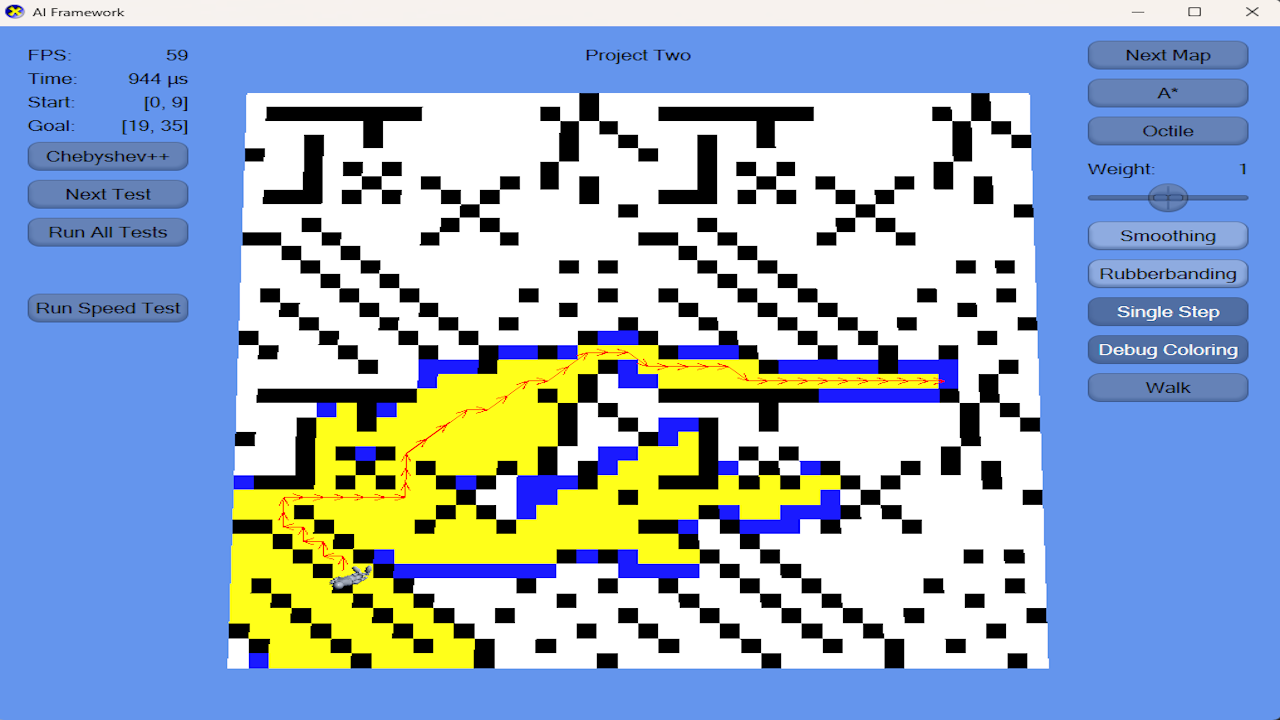 AI Framework
FPS: 59
Time: 944 µs
Start: [0, 9]
Goal: [19, 35]
Chebyshev++
Next Test
Run All Tests
Run Speed Test
Project Two
Next Map
A*
Octile
Weight: 1
Smoothing
Rubberbanding
Single Step
Debug Coloring
Walk